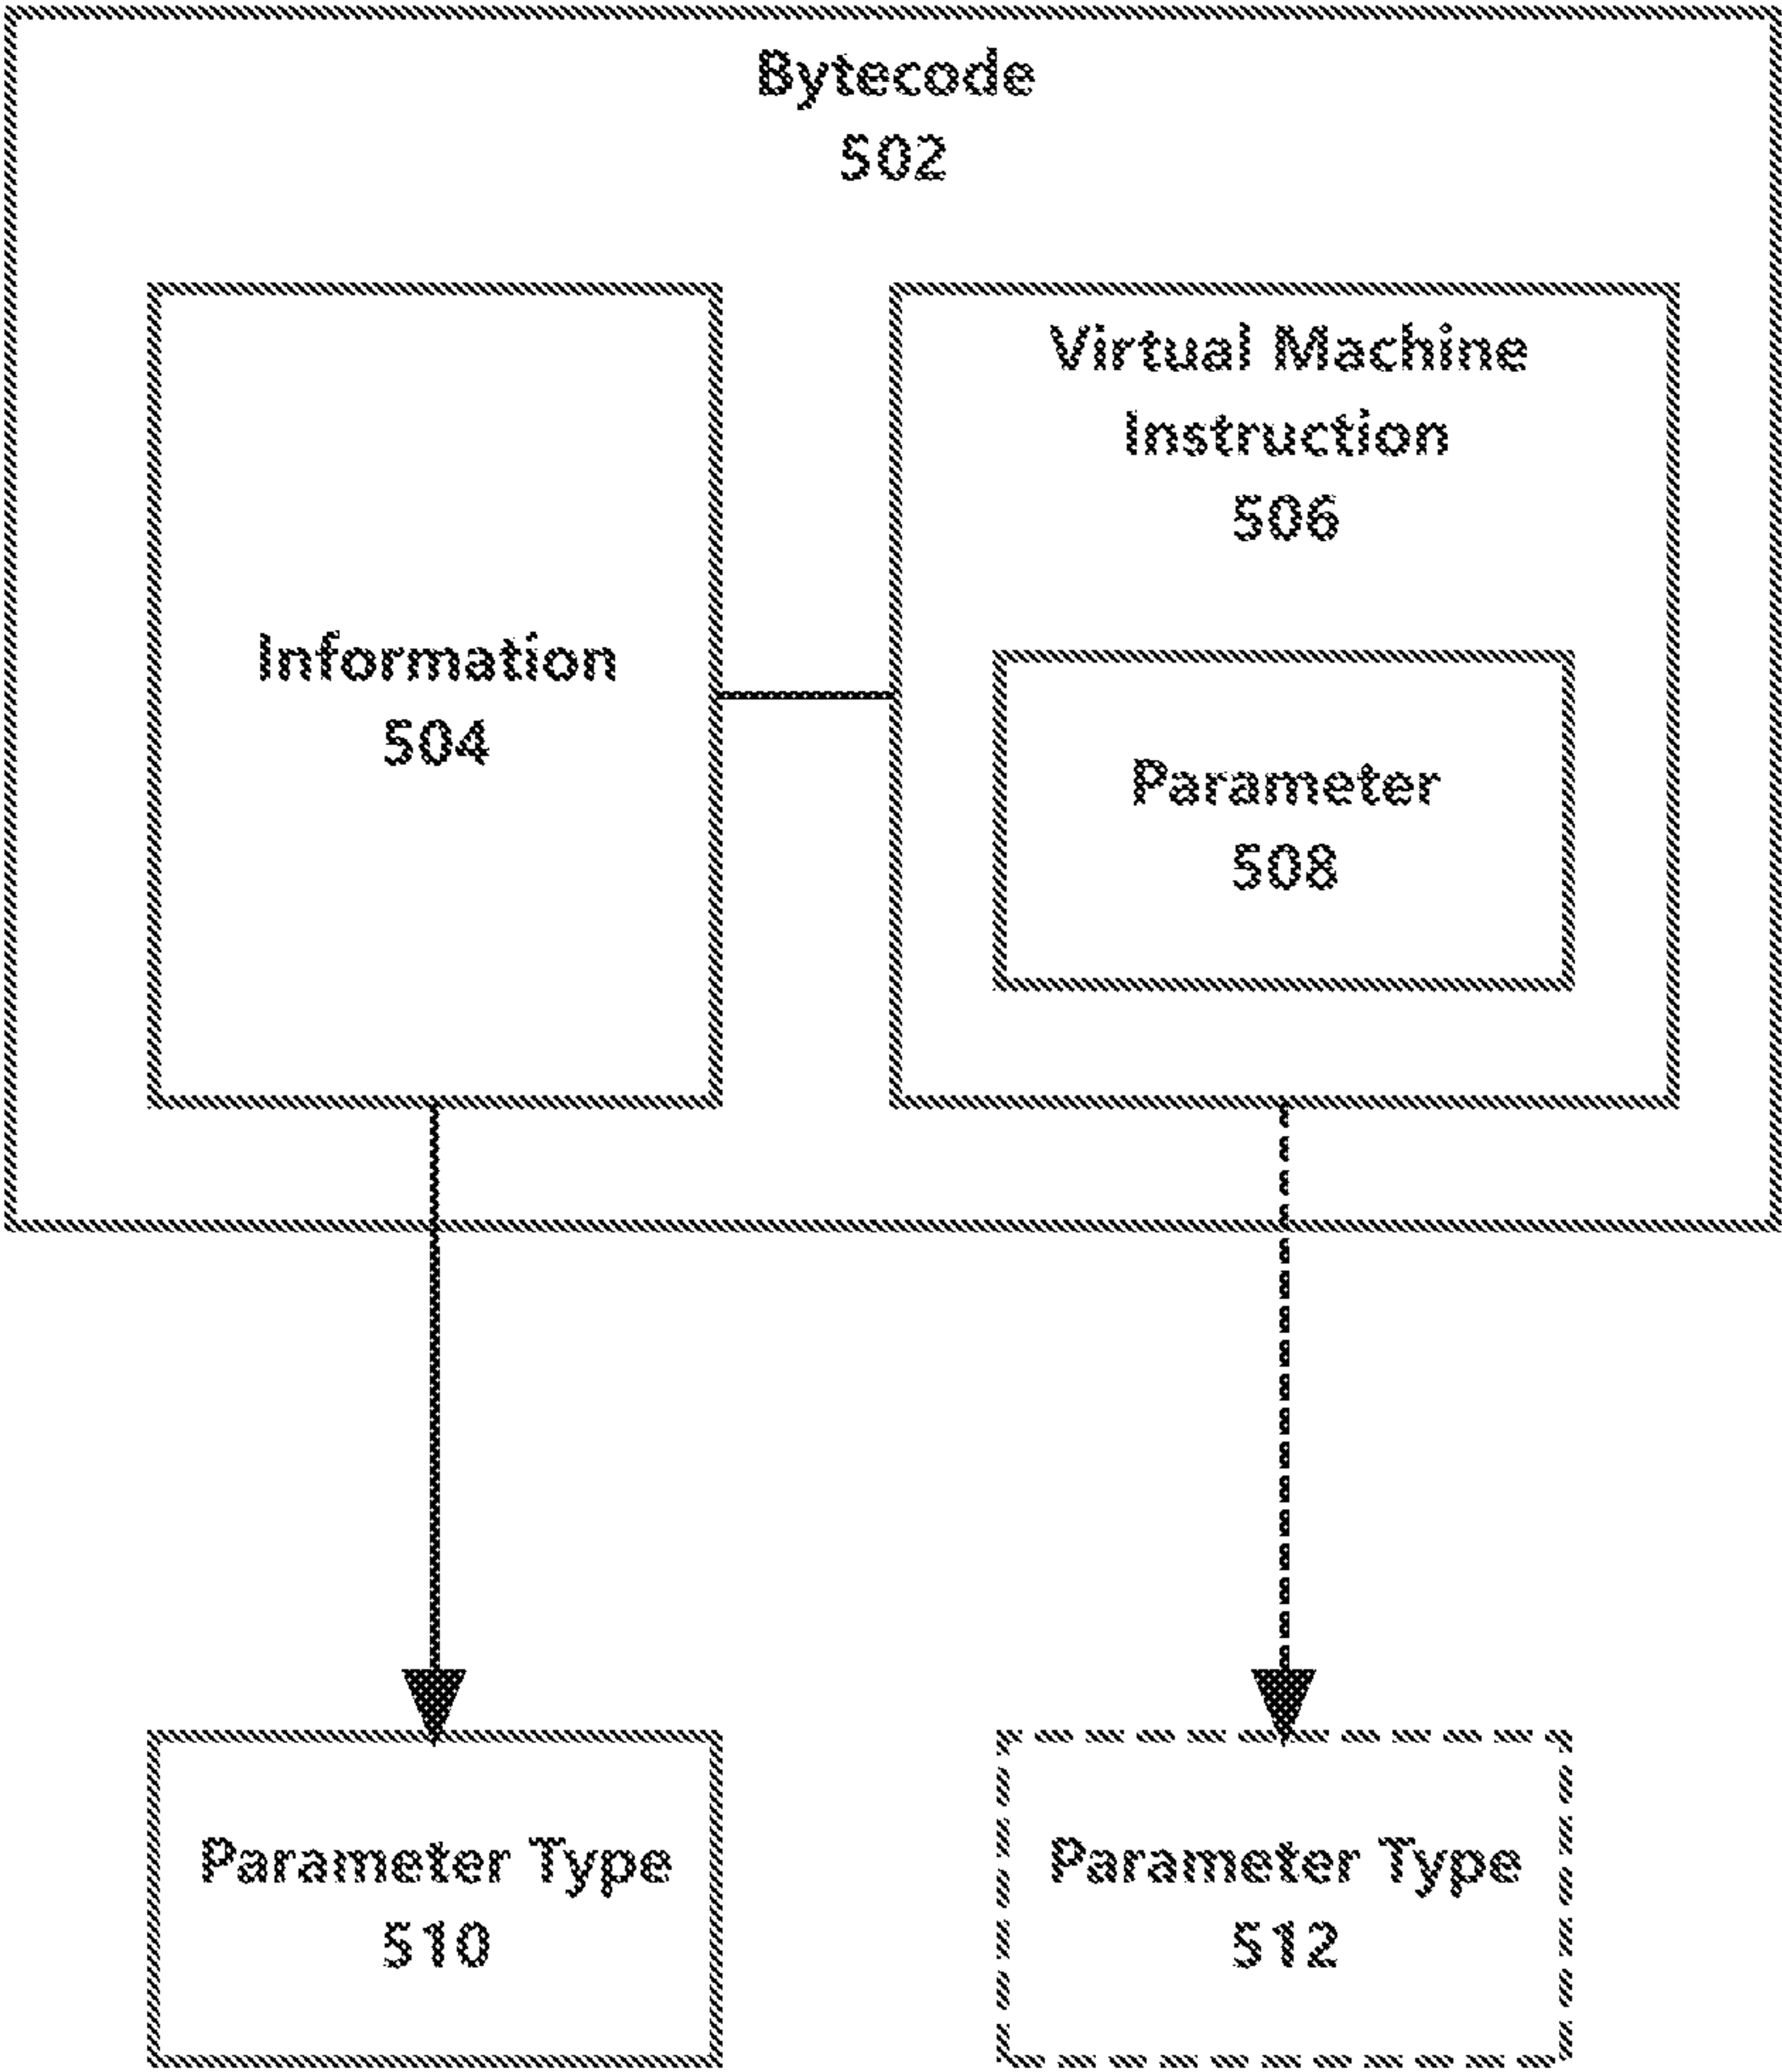 Bytecode
502
Information
504
Virtual Machine
Instruction
506
Parameter
508
Parameter Type
510
Parameter Type
512